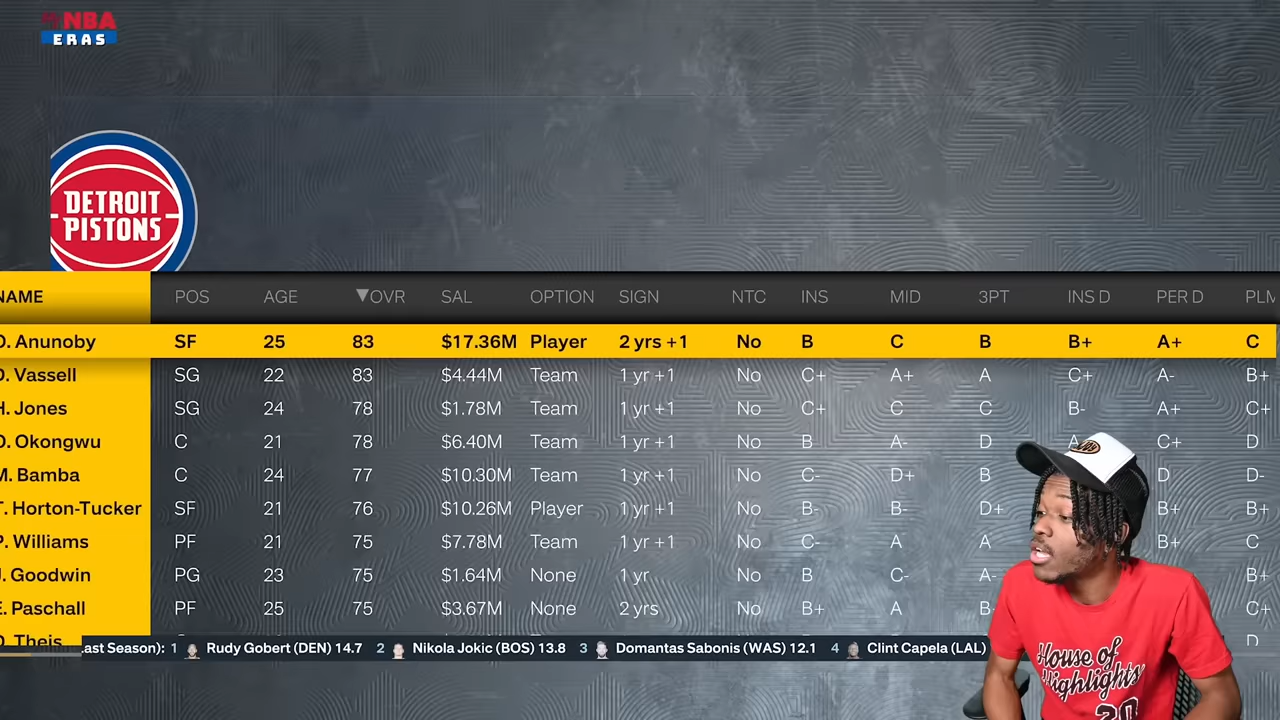 NBA
ERAS
DETROIT
PISTONS
NAME POS AGE ▼OVR SAL OPTION SIGN NTC INS MID 3PT INS D PER D PLM
O. Anunoby SF 25 83 $17.36M Player 2 yrs +1 No B C B B+ A+ C
D. Vassell SG 22 83 $4.44M Team 1 yr +1 No C+ A+ A C+ A- B+
H. Jones SG 24 78 $1.78M Team 1 yr +1 No C+ C C B- A+ C+
O. Okongwu C 21 78 $6.40M Team 1 yr +1 No B A- D A- C+ D
M. Bamba C 24 77 $10.30M Team 1 yr +1 No C- D+ B D D-
T. Horton-Tucker SF 21 76 $10.26M Player 1 yr +1 No B- B- D+ B+ B+
P. Williams PF 21 75 $7.78M Team 1 yr +1 No C- A A B+ C
J. Goodwin PG 23 75 $1.64M None 1 yr No B C- A- B+
E. Paschall PF 25 75 $3.67M None 2 yrs No B+ A B- C+
D. Theis D
Last Season): 1 Rudy Gobert (DEN) 14.7 2 Nikola Jokic (BOS) 13.8 3 Domantas Sabonis (WAS) 12.1 4 Clint Capela (LAL)
House of
Highlights
20